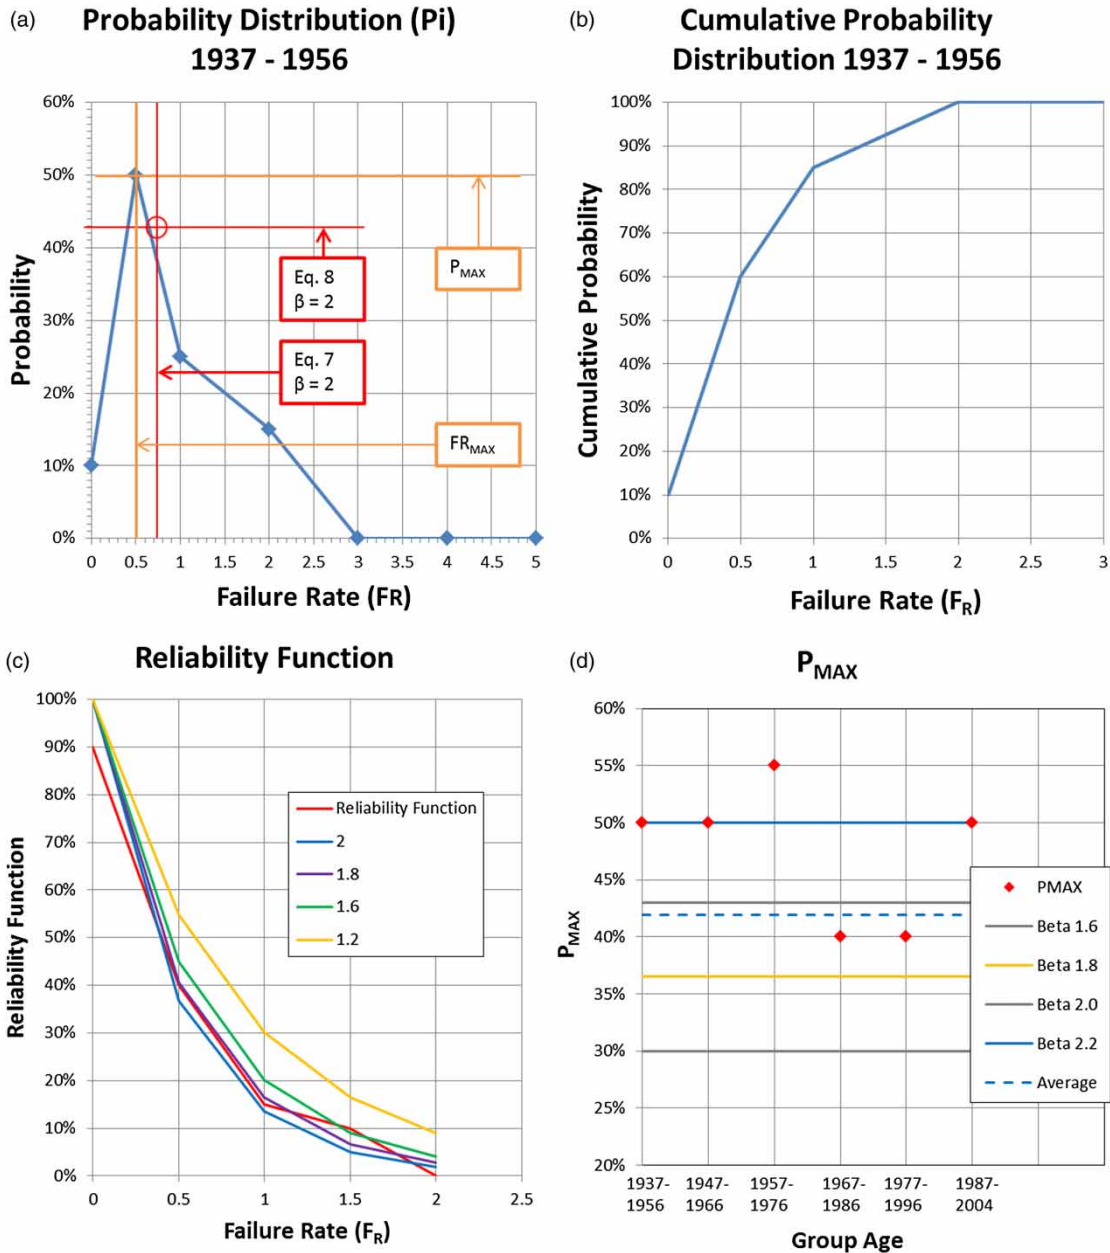 (a)
Probability Distribution (Pi)
1937 - 1956
60%
50%
40%
30%
20%
10%
0%
Probability
PMAX
Eq. 8
β = 2
Eq. 7
β = 2
FRMAX
0 0.5 1 1.5 2 2.5 3 3.5 4 4.5 5
Failure Rate (FR)
(b)
Cumulative Probability
Distribution 1937 - 1956
100%
90%
80%
70%
60%
50%
40%
30%
20%
10%
0%
Cumulative Probability
0 0.5 1 1.5 2 2.5 3
Failure Rate (FR)
(c)
Reliability Function
100%
90%
80%
70%
60%
50%
40%
30%
20%
10%
0%
Reliability Function
Reliability Function
2
1.8
1.6
1.2
0 0.5 1 1.5 2 2.5
Failure Rate (FR)
(d)
PMAX
60%
55%
50%
45%
40%
35%
30%
25%
20%
PMAX
PMAX
Beta 1.6
Beta 1.8
Beta 2.0
Beta 2.2
Average
1937- 1947- 1957- 1967- 1977- 1987-
1956 1966 1976 1986 1996 2004
Group Age